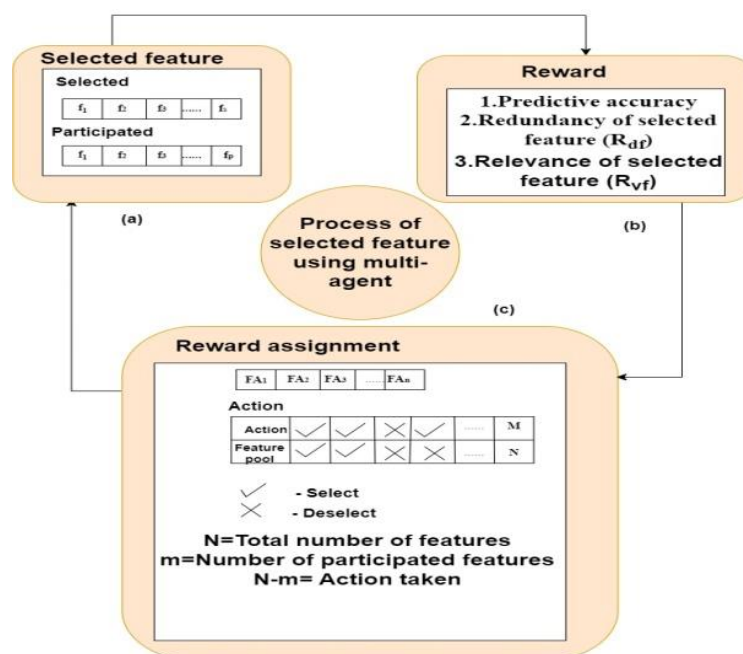 Selected feature
Selected
f1 f2 f3 ...... fs
Participated
f1 f2 f3 ...... fp
(a)
Reward
1.Predictive accuracy
2.Redundancy of selected
feature (Rdf)
3.Relevance of selected
feature (Rvf)
(b)
Process of
selected feature
using multi-
agent
(c)
Reward assignment
FA1 FA2 FA3 ...... FAn
Action
Action ...... M
Feature
pool ...... N
- Select
- Deselect
N=Total number of features
m=Number of participated features
N-m= Action taken